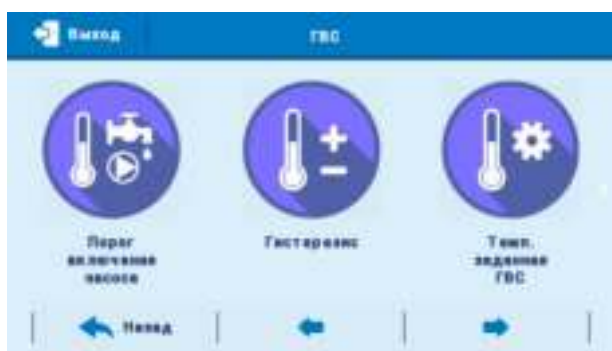 Выход
ГВС
Порог
включения
насоса
Гистерезис
Темп.
заданная
ГВС
Назад